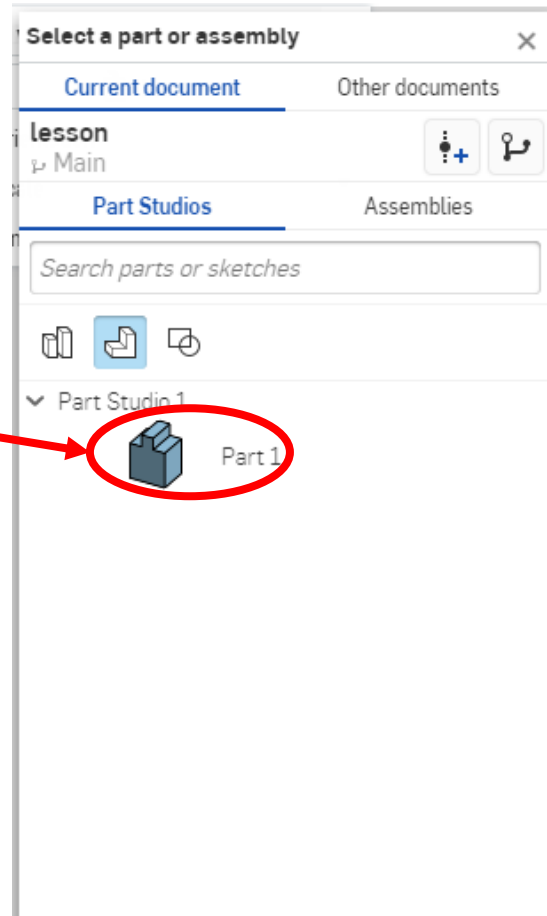 Select a part or assembly
Current document Other documents
lesson
Main
Part Studios Assemblies
Search parts or sketches
Part Studio 1
Part 1